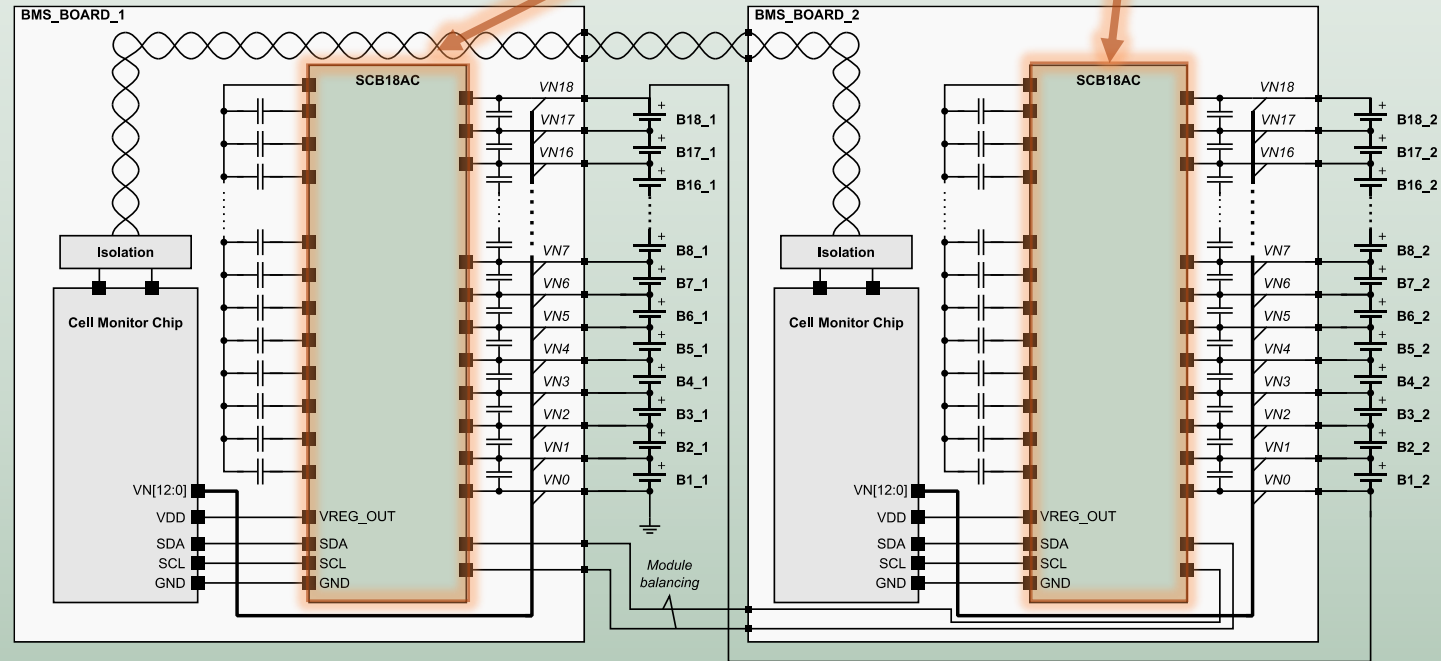 BMS_BOARD_1
SCB18AC
VN18
VN17
VN16
VN7
VN6
VN5
VN4
VN3
VN2
VN1
VN0
+
B18_1
+
B17_1
+
B16_1
+
B8_1
+
B7_1
+
B6_1
+
B5_1
+
B4_1
+
B3_1
+
B2_1
+
B1_1
Isolation
Cell Monitor Chip
VN[12:0]
VDD
SDA
SCL
GND
VREG_OUT
SDA
SCL
GND
Module
balancing
BMS_BOARD_2
SCB18AC
VN18
VN17
VN16
VN7
VN6
VN5
VN4
VN3
VN2
VN1
VN0
+
B18_2
+
B17_2
+
B16_2
+
B8_2
+
B7_2
+
B6_2
+
B5_2
+
B4_2
+
B3_2
+
B2_2
+
B1_2
Isolation
Cell Monitor Chip
VN[12:0]
VDD
SDA
SCL
GND
VREG_OUT
SDA
SCL
GND